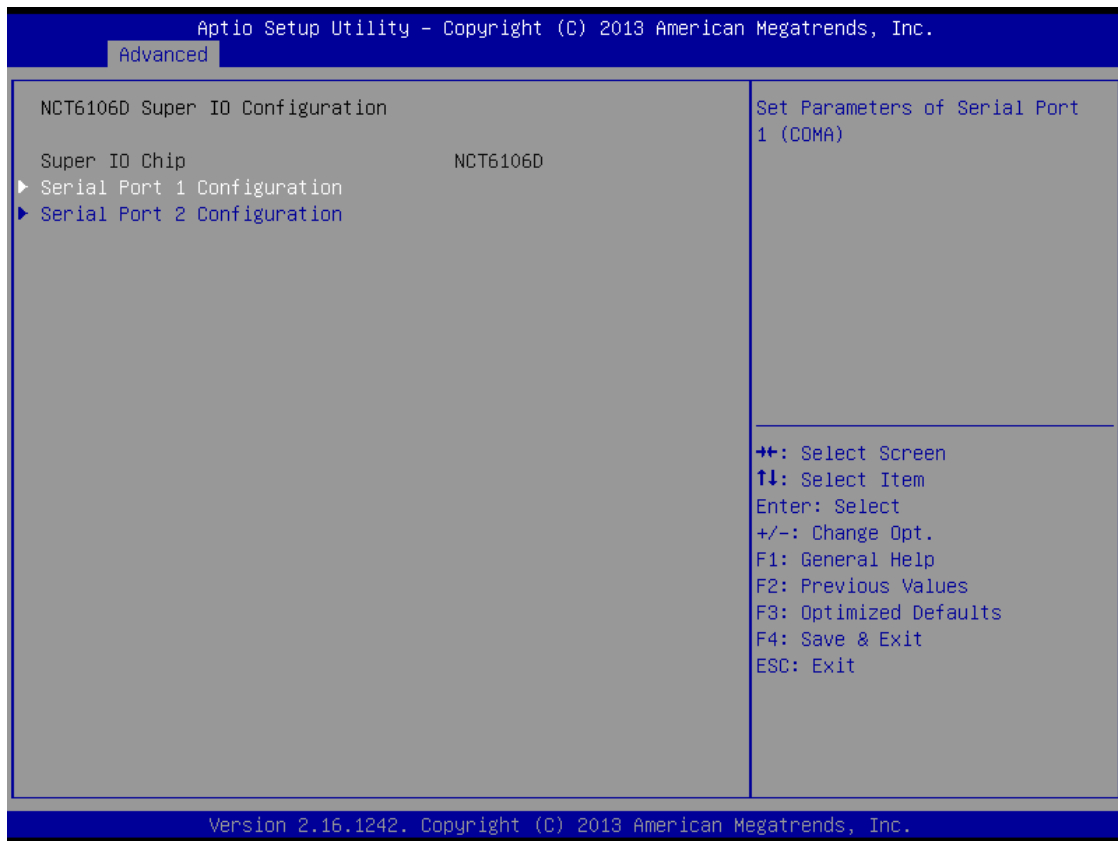 Aptio Setup Utility – Copyright (C) 2013 American Megatrends, Inc.
Advanced
NCT6106D Super IO Configuration
Super IO Chip NCT6106D
Serial Port 1 Configuration
Serial Port 2 Configuration
Set Parameters of Serial Port
1 (COMA)
→←: Select Screen
↑↓: Select Item
Enter: Select
+/-: Change Opt.
F1: General Help
F2: Previous Values
F3: Optimized Defaults
F4: Save & Exit
ESC: Exit
Version 2.16.1242. Copyright (C) 2013 American Megatrends, Inc.